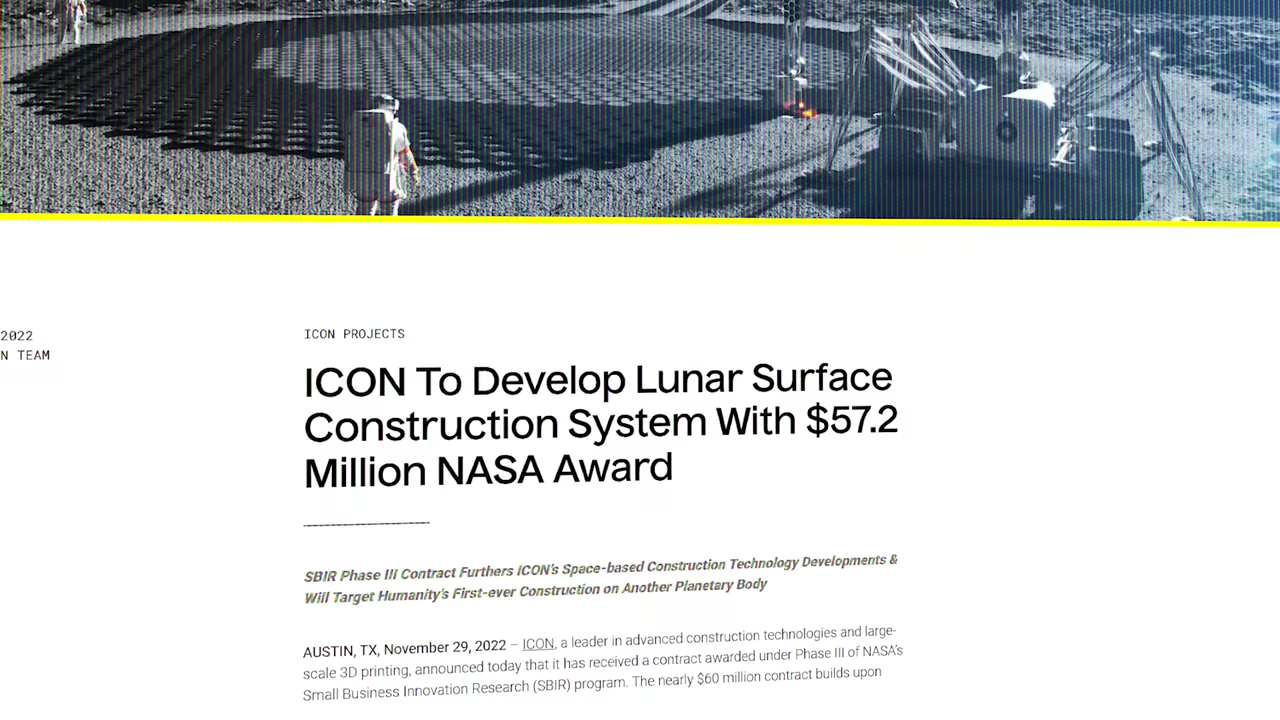 2022
N TEAM
ICON PROJECTS
ICON To Develop Lunar Surface
Construction System With $57.2
Million NASA Award
SBIR Phase III Contract Furthers ICON's Space-based Construction Technology Developments &
Will Target Humanity's First-ever Construction on Another Planetary Body
AUSTIN, TX, November 29, 2022 – ICON, a leader in advanced construction technologies and large-
scale 3D printing, announced today that it has received a contract awarded under Phase III of NASA's
Small Business Innovation Research (SBIR) program. The nearly $60 million contract builds upon